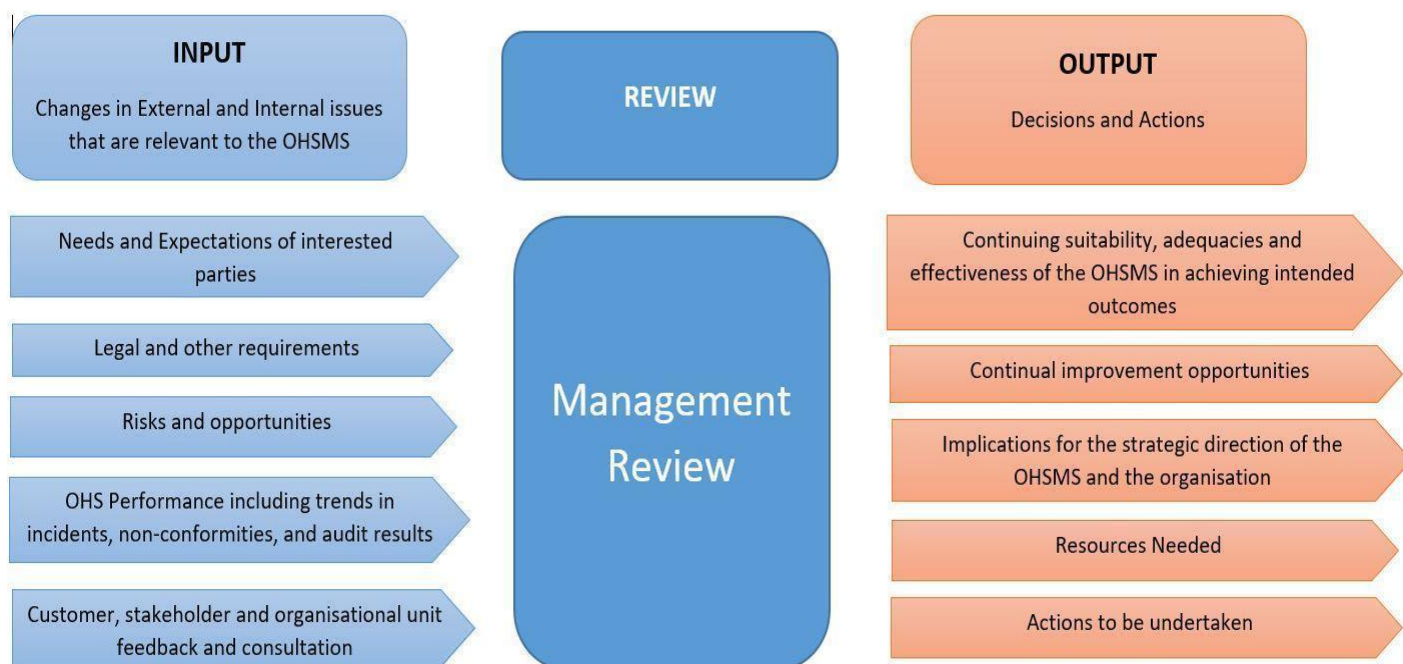 INPUT
Changes in External and Internal issues
that are relevant to the OHSMS
REVIEW
OUTPUT
Decisions and Actions
Needs and Expectations of interested
parties
Legal and other requirements
Risks and opportunities
OHS Performance including trends in
incidents, non-conformities, and audit results
Customer, stakeholder and organisational unit
feedback and consultation
Management
Review
Continuing suitability, adequacies and
effectiveness of the OHSMS in achieving intended
outcomes
Continual improvement opportunities
Implications for the strategic direction of the
OHSMS and the organisation
Resources Needed
Actions to be undertaken